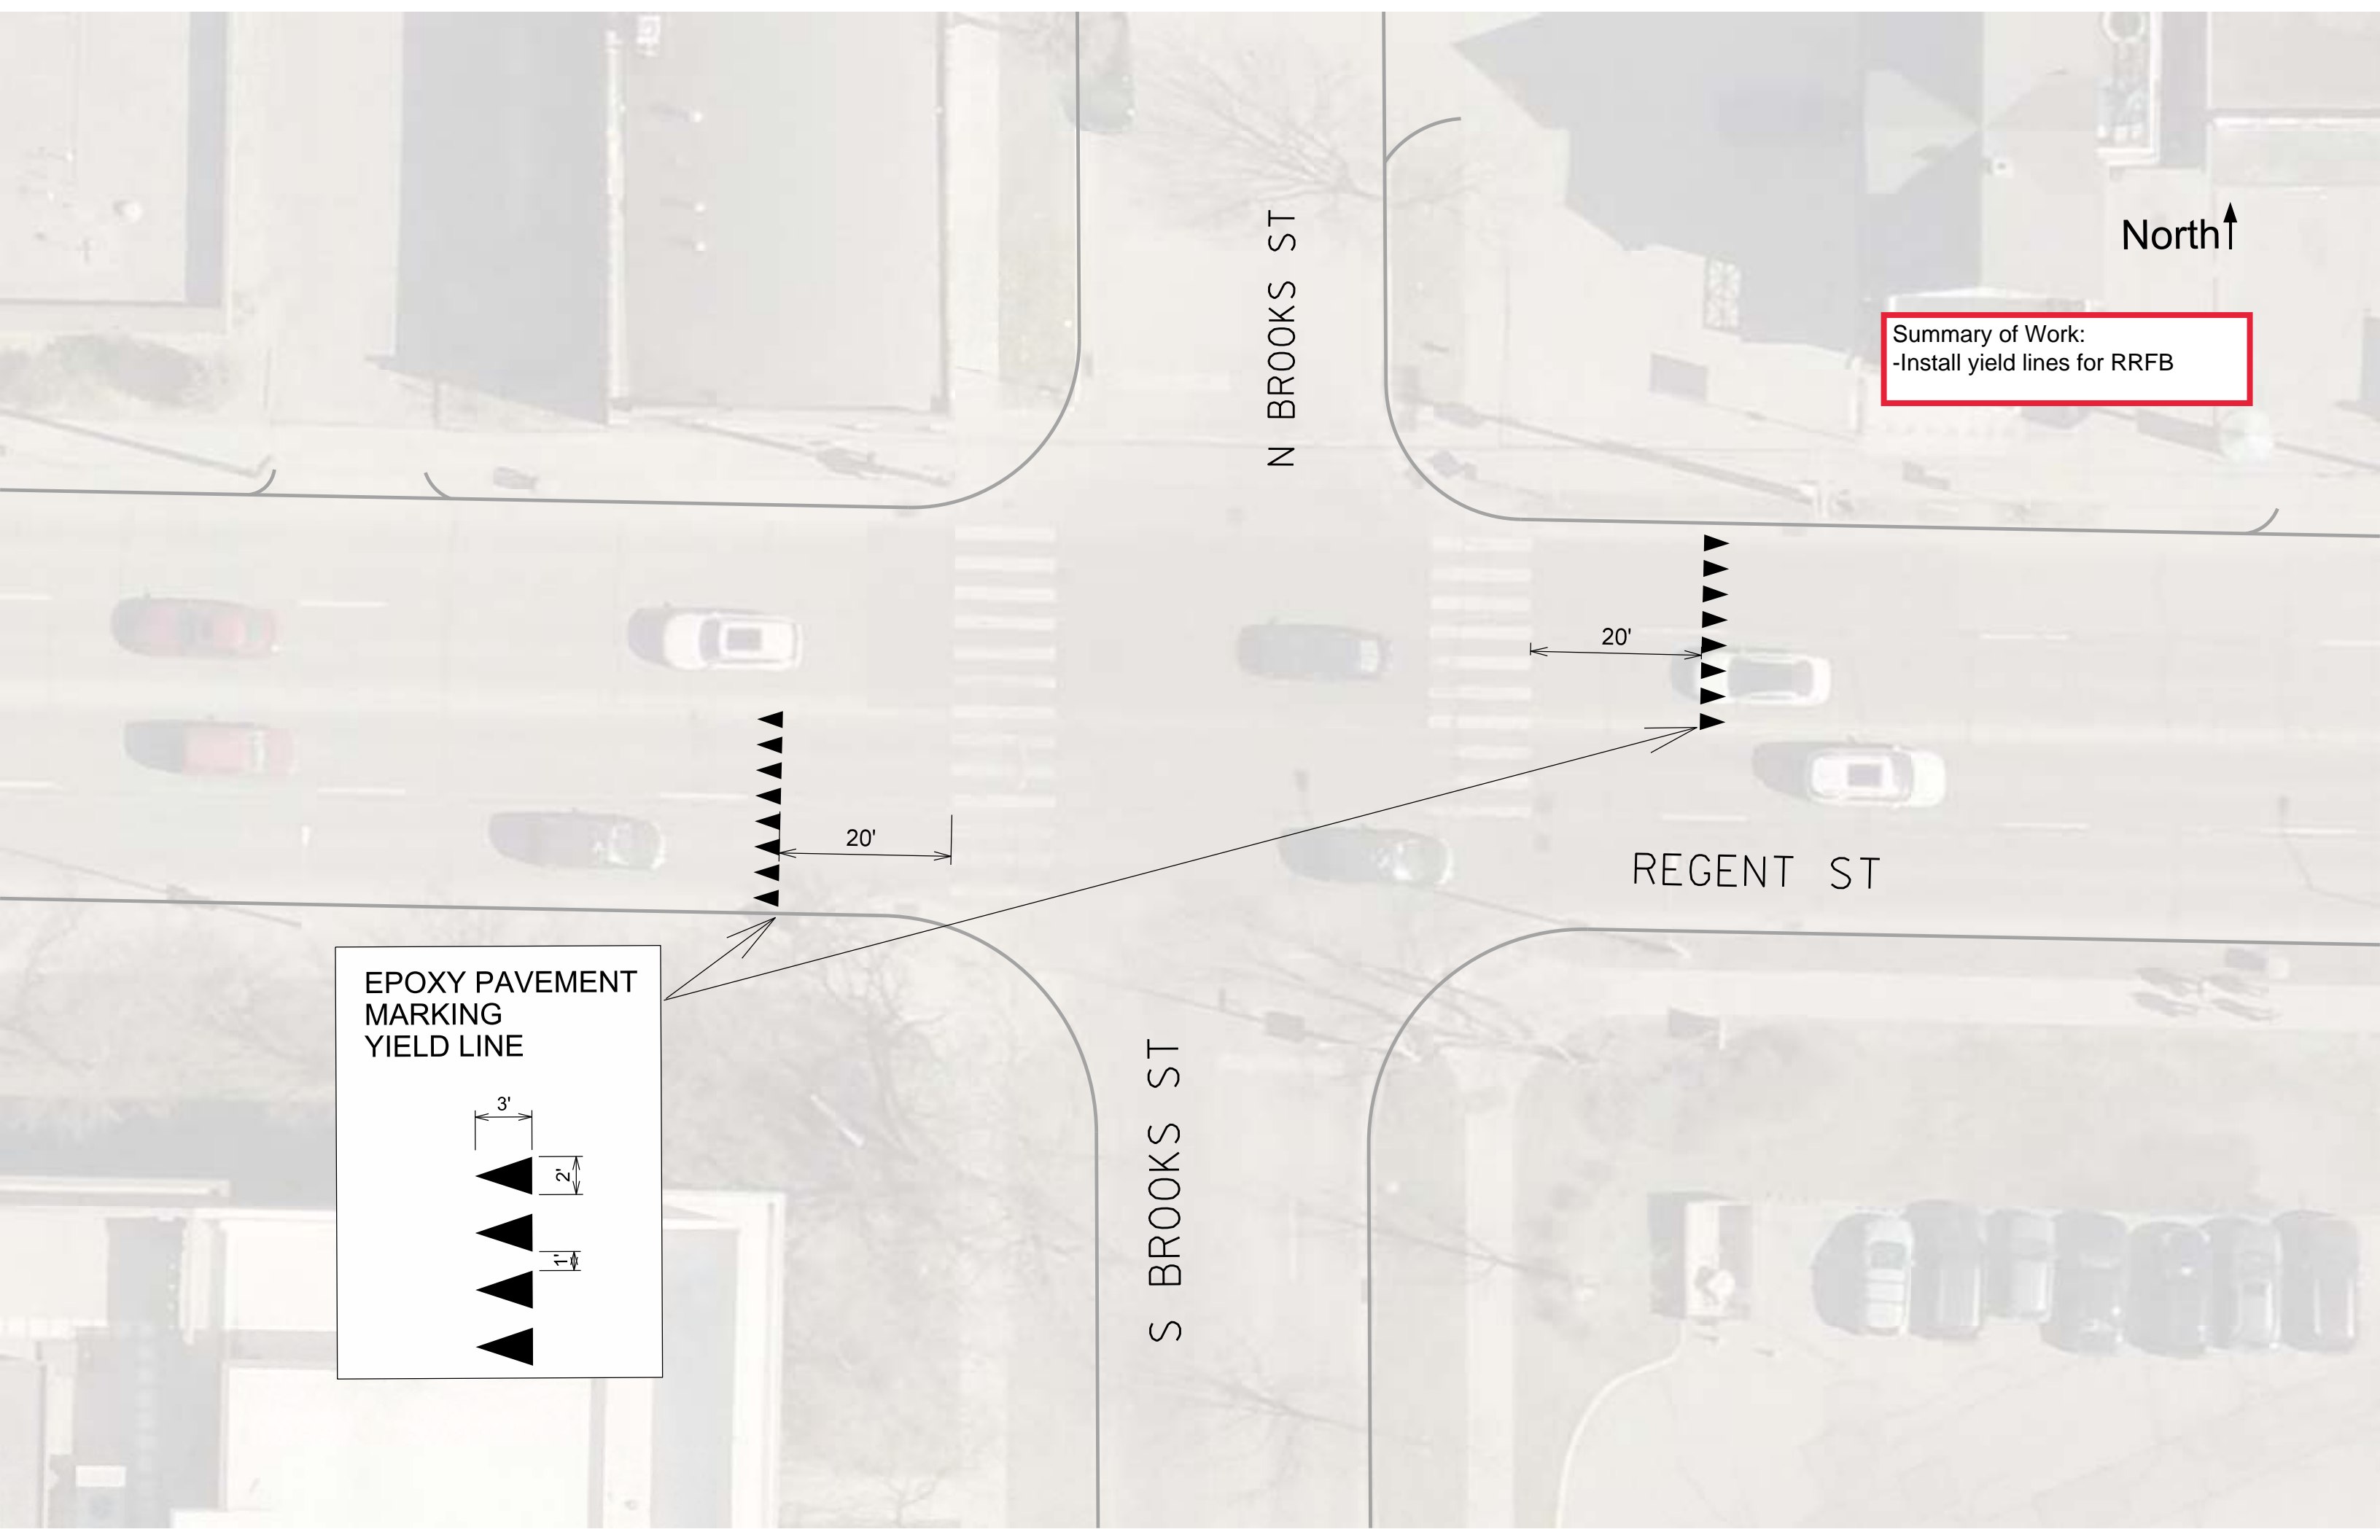 N BROOKS ST
North
Summary of Work:
-Install yield lines for RRFB
20'
20'
REGENT ST
EPOXY PAVEMENT
MARKING
YIELD LINE
3'
2'
1'
S BROOKS ST